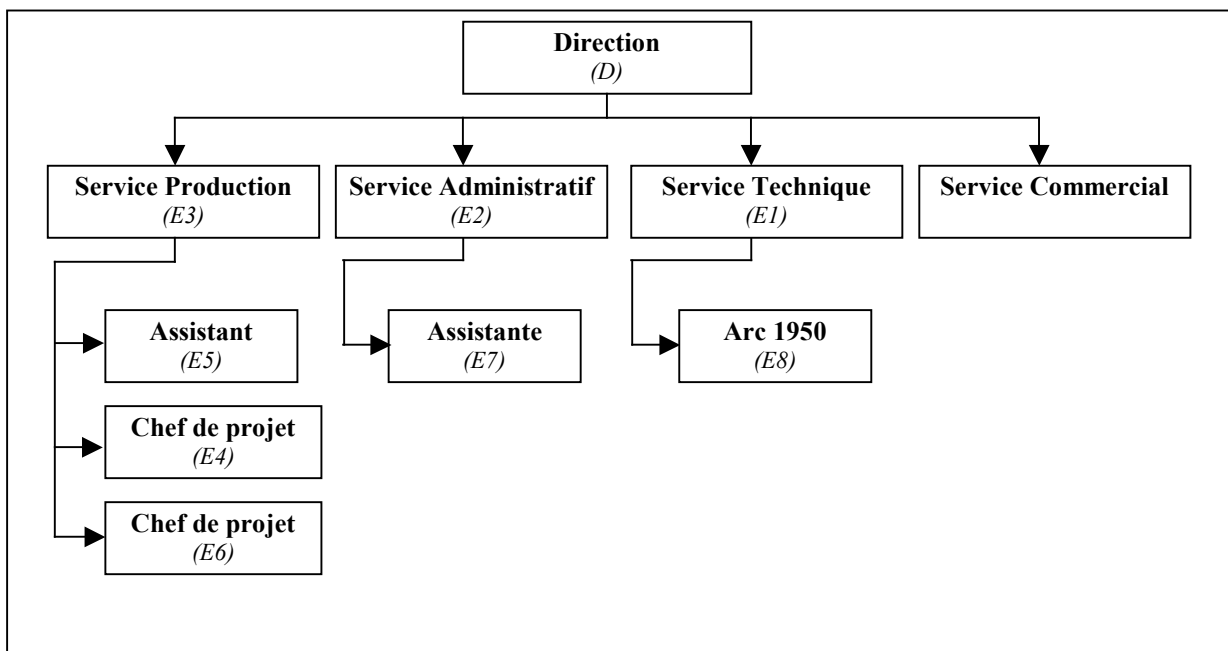 Direction
(D)
Service Production
(E3)
Service Administratif
(E2)
Service Technique
(E1)
Service Commercial
Assistant
(E5)
Assistante
(E7)
Arc 1950
(E8)
Chef de projet
(E4)
Chef de projet
(E6)